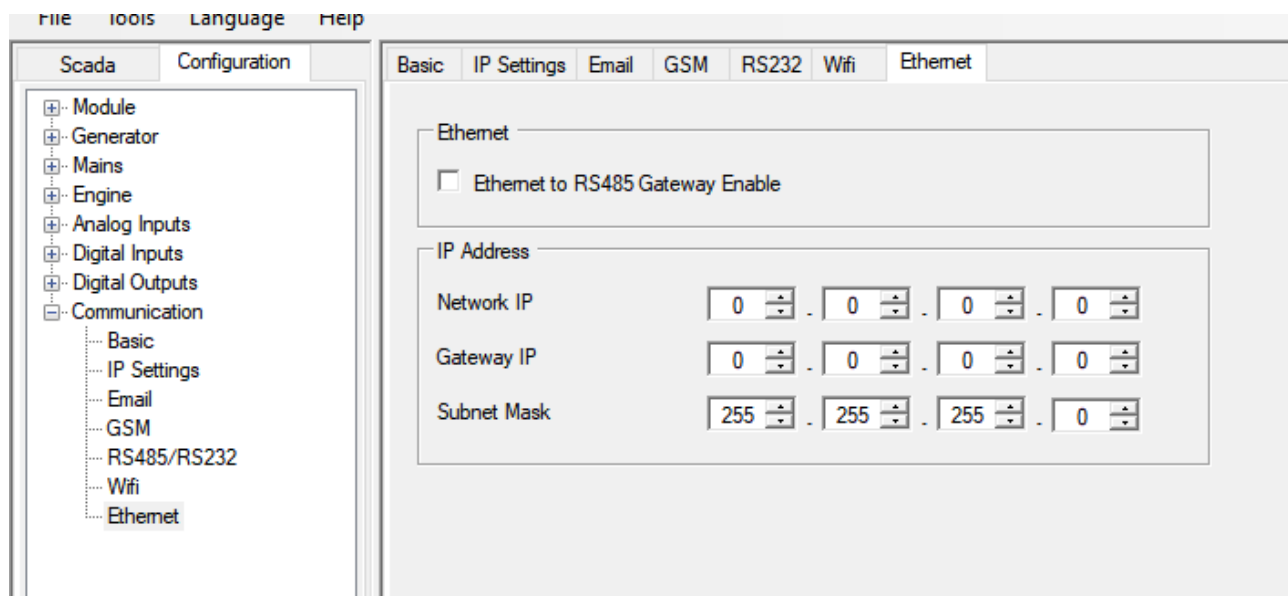 File Tools Language Help
Scada Configuration
Basic IP Settings Email GSM RS232 Wifi Ethernet
Module
Generator
Mains
Engine
Analog Inputs
Digital Inputs
Digital Outputs
Communication
Basic
IP Settings
Email
GSM
RS485/RS232
Wifi
Ethernet
Ethernet
Ethernet to RS485 Gateway Enable
IP Address
Network IP 0 . 0 . 0 . 0
Gateway IP 0 . 0 . 0 . 0
Subnet Mask 255 . 255 . 255 . 0